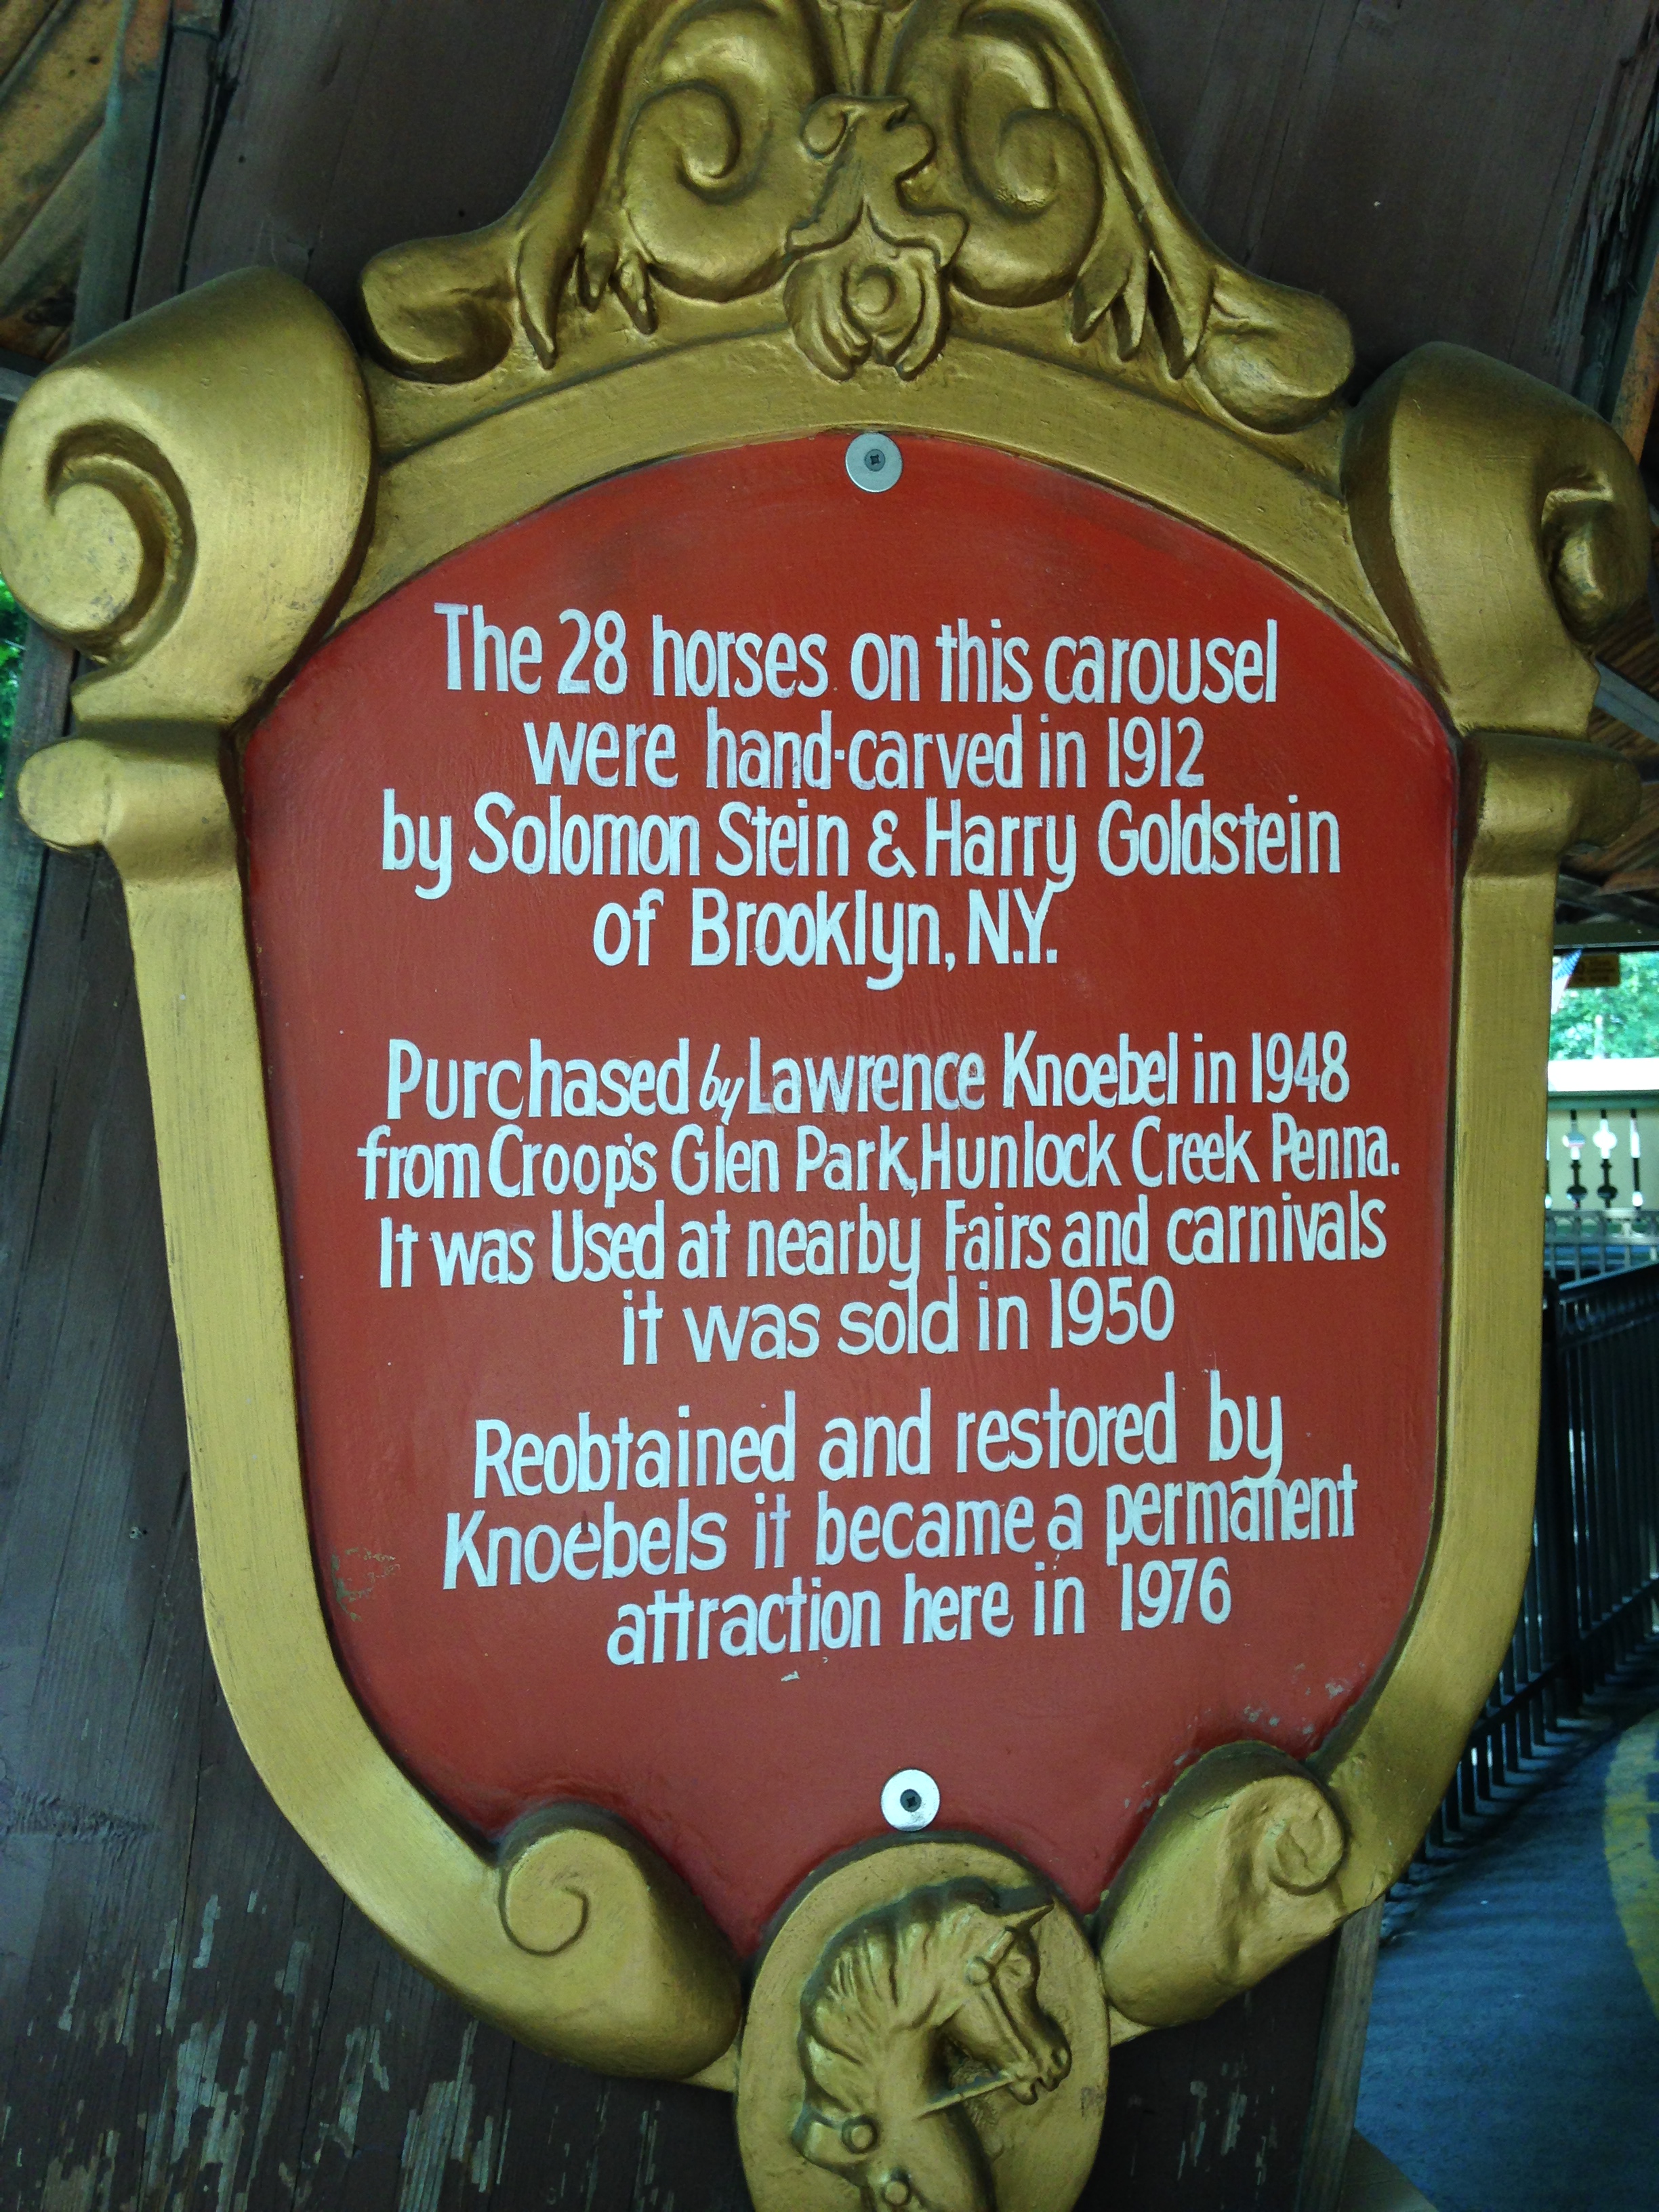 The 28 horses on this carousel
were hand-carved in 1912
by Solomon Stein & Harry Goldstein
of Brooklyn, N.Y.
Purchased by Lawrence Knoebel in 1948
from Croop's Glen Park, Hunlock Creek Penna.
It was Used at nearby Fairs and carnivals
it was sold in 1950
Reobtained and restored by
Knoebels it became a permanent
attraction here in 1976